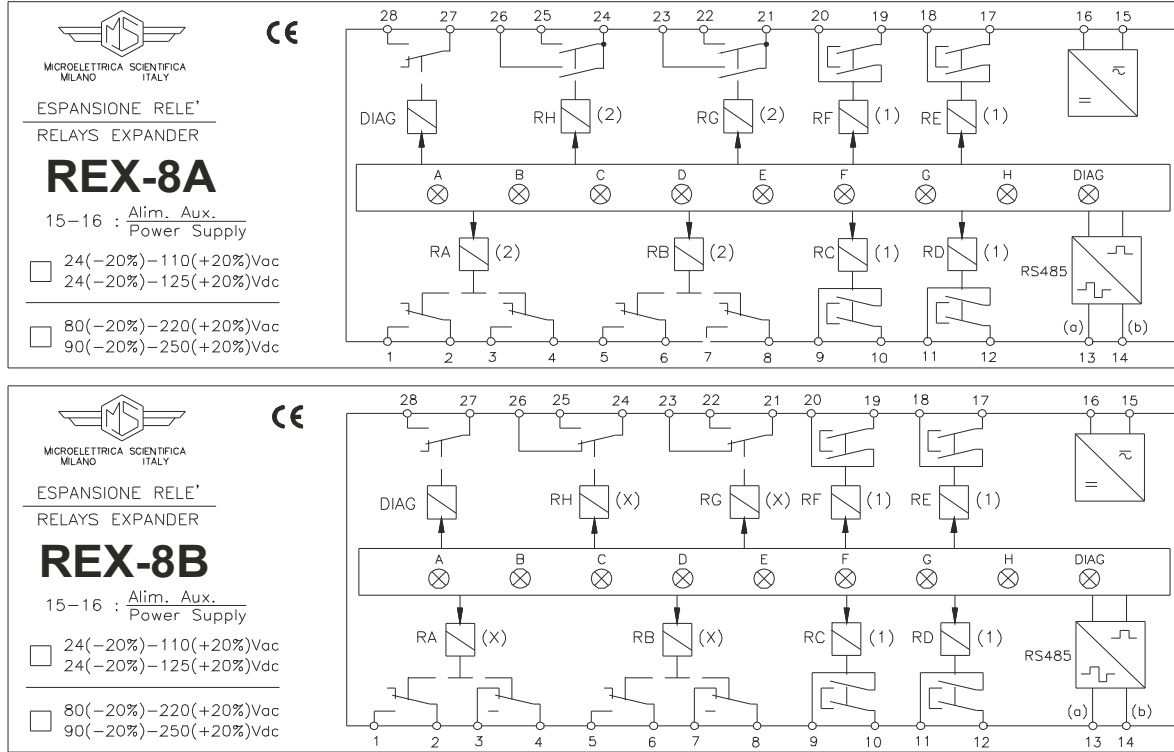 MS
MICROELETTRICA SCIENTIFICA
MILANO ITALY
CE
ESPANSIONE RELE'
RELAYS EXPANDER
REX-8A
15-16 : Alim. Aux.
Power Supply
24(-20%)-110(+20%)Vac
24(-20%)-125(+20%)Vdc
80(-20%)-220(+20%)Vac
90(-20%)-250(+20%)Vdc
28 27 26 25 24 23 22 21 20 19 18 17 16 15
DIAG RH (2) RG (2) RF (1) RE (1)
A B C D E F G H DIAG
RA (2) RB (2) RC (1) RD (1) RS485
(a) (b)
1 2 3 4 5 6 7 8 9 10 11 12 13 14
MS
MICROELETTRICA SCIENTIFICA
MILANO ITALY
CE
ESPANSIONE RELE'
RELAYS EXPANDER
REX-8B
15-16 : Alim. Aux.
Power Supply
24(-20%)-110(+20%)Vac
24(-20%)-125(+20%)Vdc
80(-20%)-220(+20%)Vac
90(-20%)-250(+20%)Vdc
28 27 26 25 24 23 22 21 20 19 18 17 16 15
DIAG RH (X) RG (X) RF (1) RE (1)
A B C D E F G H DIAG
RA (X) RB (X) RC (1) RD (1) RS485
(a) (b)
1 2 3 4 5 6 7 8 9 10 11 12 13 14